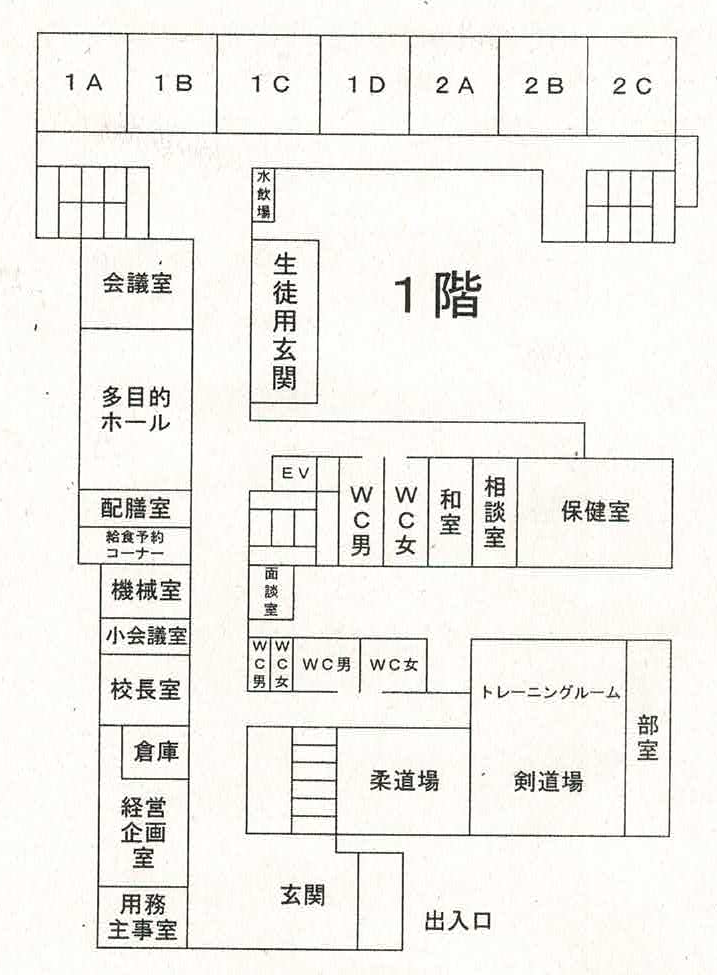 1A
1B
1C
1D
2A
2B
2C
水飲場
会議室
生徒用玄関
1階
多目的
ホール
配膳室
給食予約
コーナー
EV
WC男
WC女
和室
相談室
保健室
機械室
面談室
小会議室
WC男
WC女
WC男
WC女
校長室
トレーニングルーム
部室
倉庫
柔道場
剣道場
経営
企画
室
玄関
用務
主事室
出入口